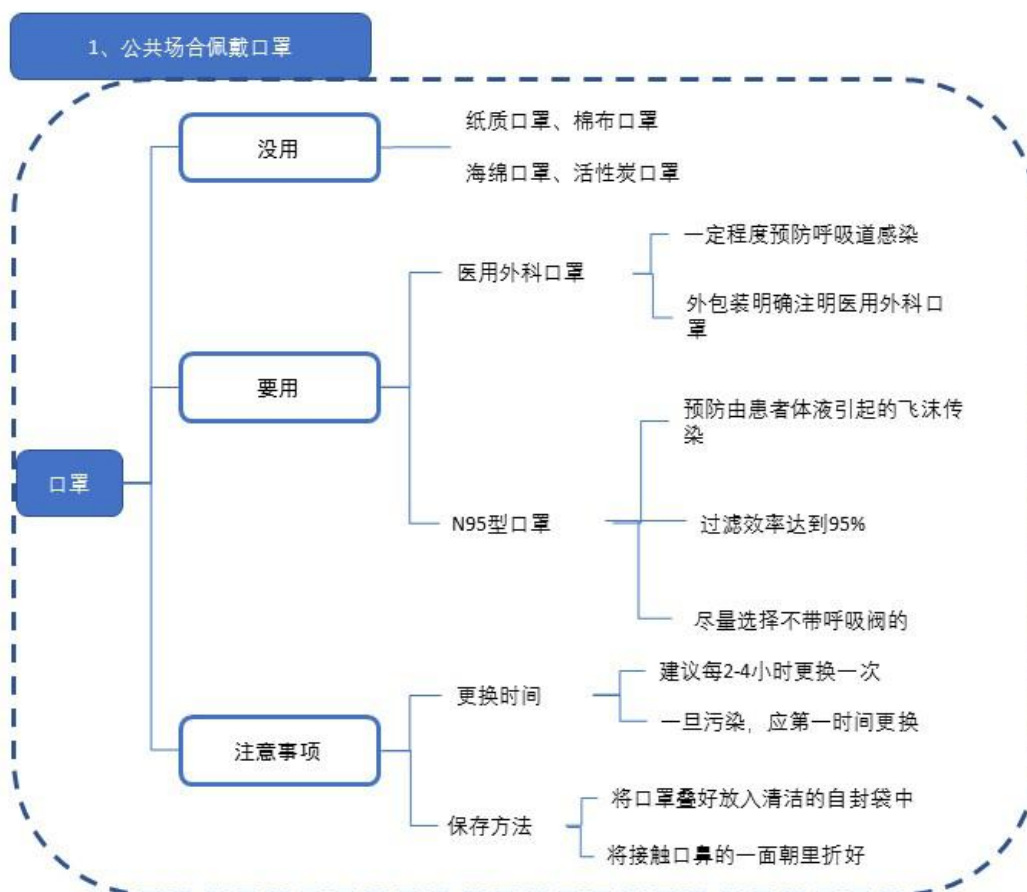 1、公共场合佩戴口罩
口罩
没用
纸质口罩、棉布口罩
海绵口罩、活性炭口罩
要用
医用外科口罩
一定程度预防呼吸道感染
外包装明确注明医用外科口
罩
N95型口罩
预防由患者体液引起的飞沫传
染
过滤效率达到95%
尽量选择不带呼吸阀的
注意事项
更换时间
建议每2-4小时更换一次
一旦污染，应第一时间更换
保存方法
将口罩叠好放入清洁的自封袋中
将接触口鼻的一面朝里折好